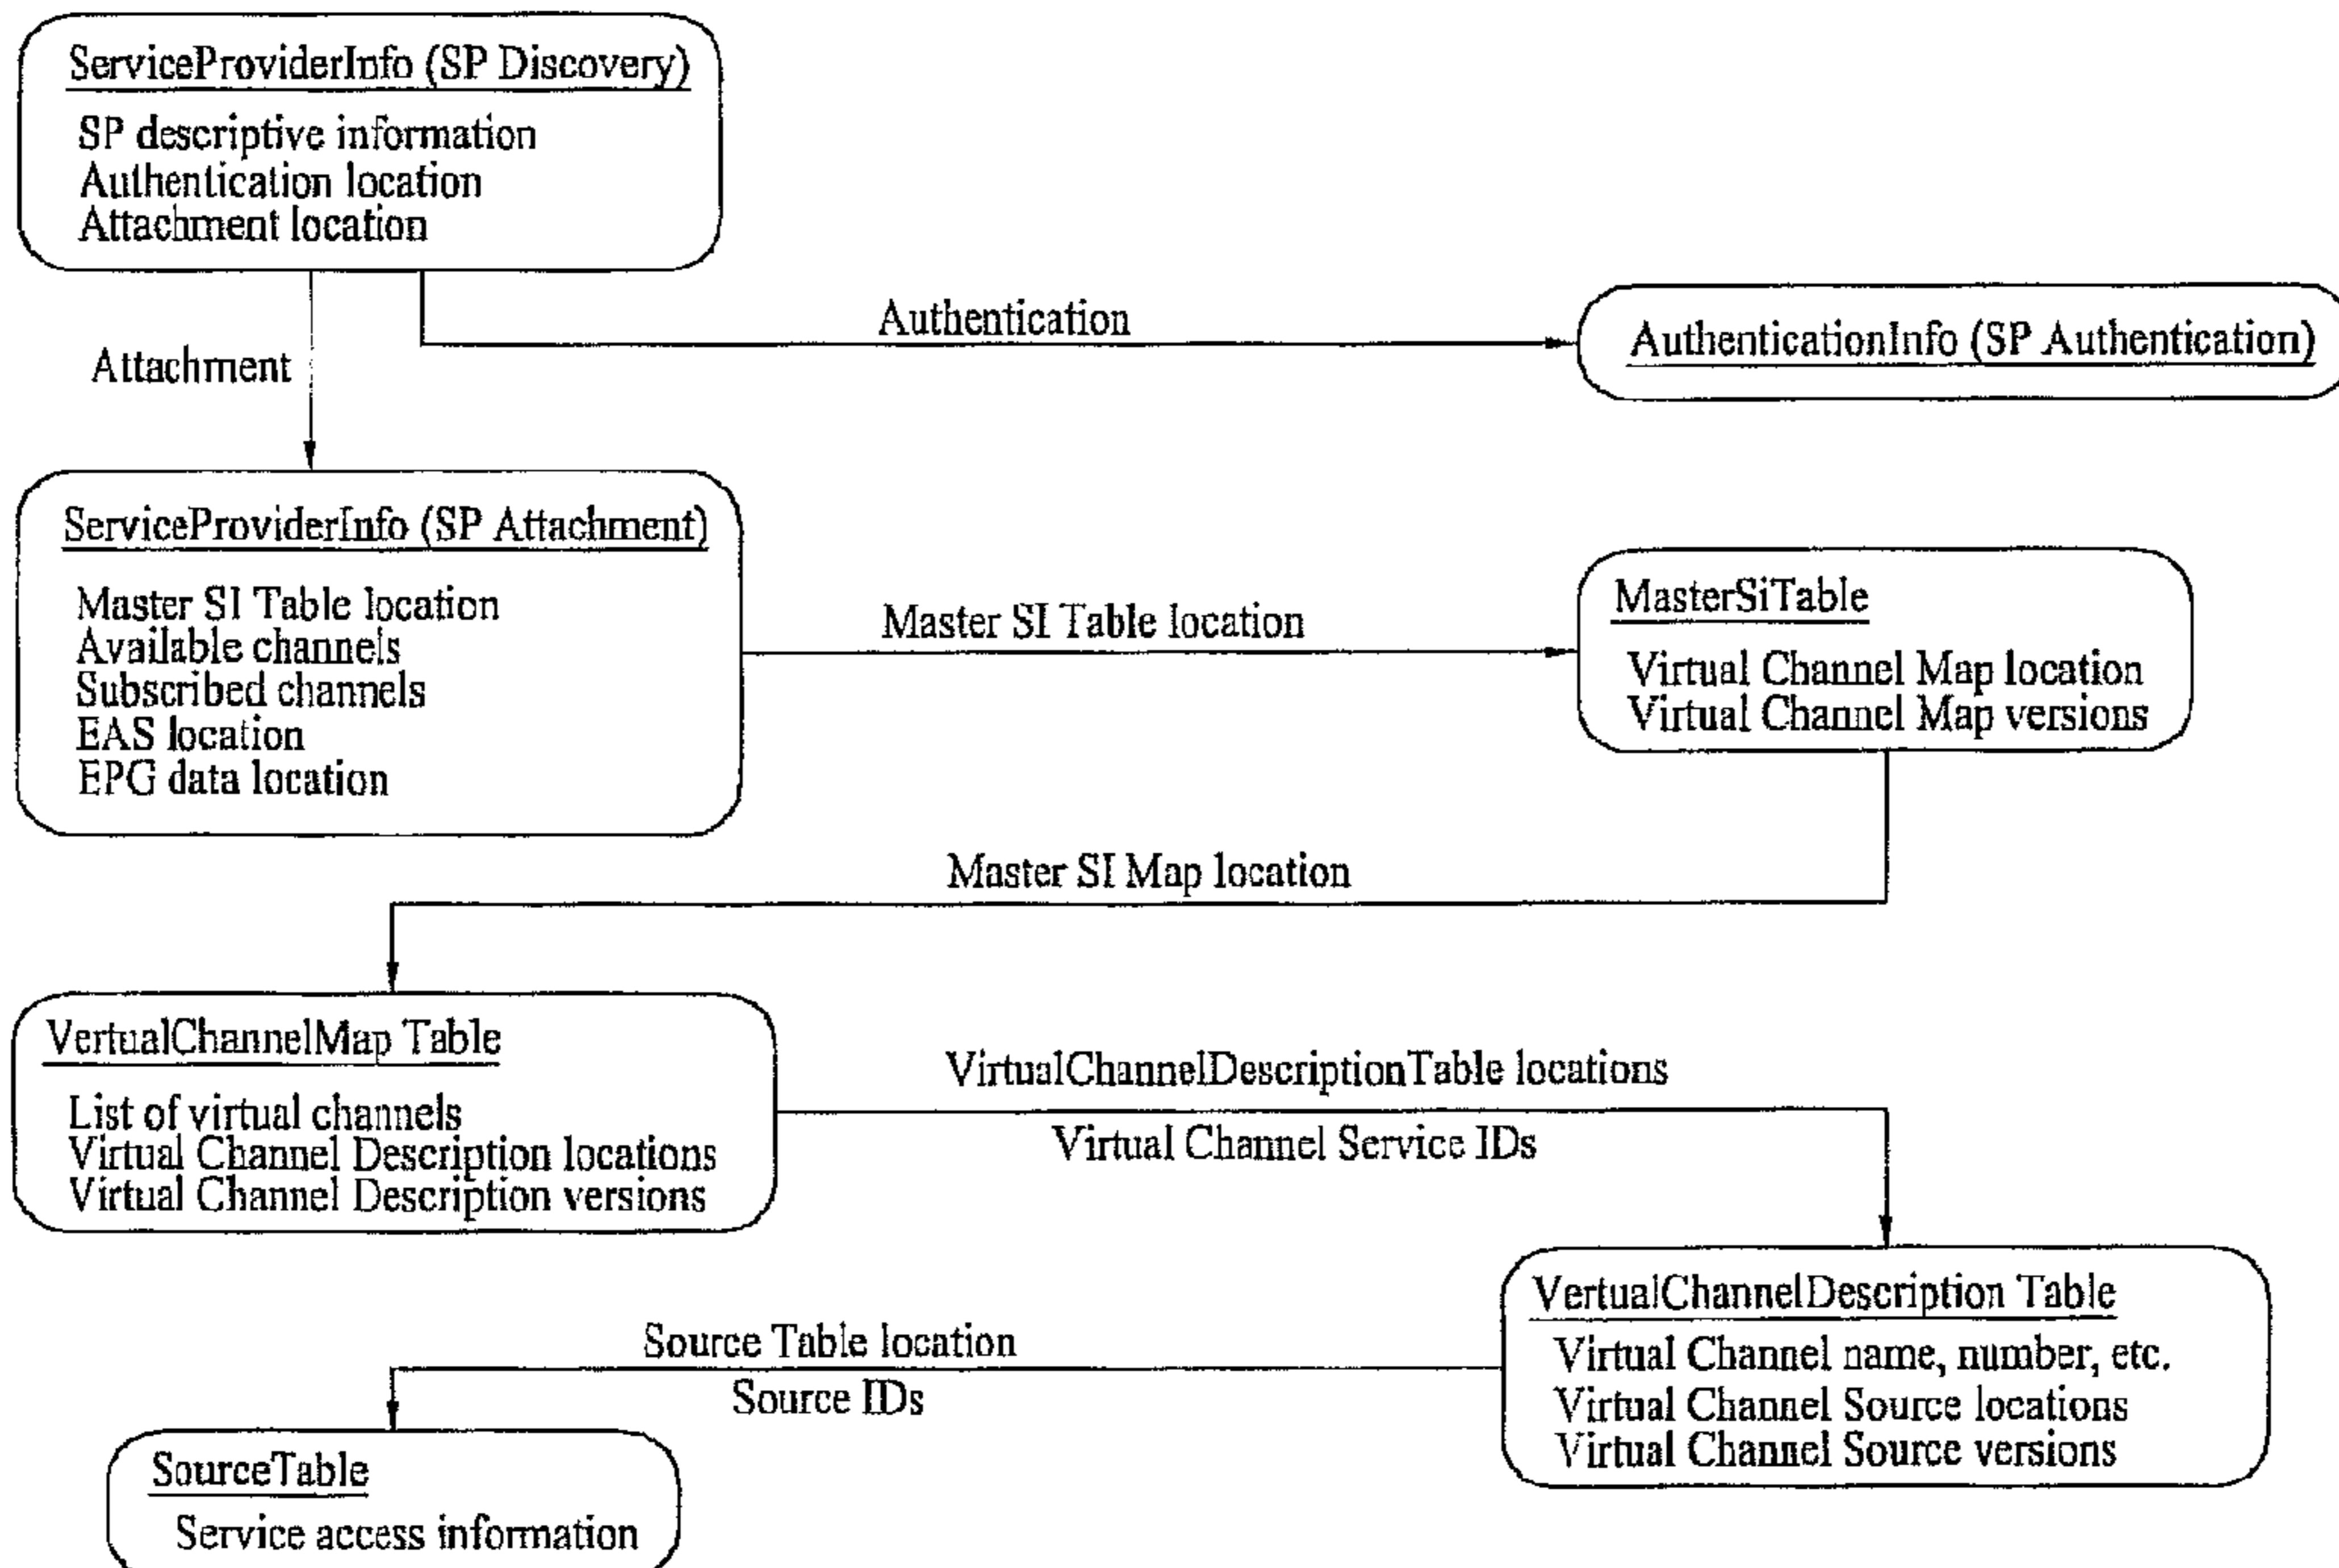 ServiceProviderInfo (SP Discovery)
SP descriptive information
Authentication location
Attachment location
Authentication
AuthenticationInfo (SP Authentication)
Attachment
ServiceProviderInfo (SP Attachment)
Master SI Table location
Available channels
Subscribed channels
EAS location
EPG data location
Master SI Table location
MasterSiTable
Virtual Channel Map location
Virtual Channel Map versions
Master SI Map location
VertualChannelMap Table
List of virtual channels
Virtual Channel Description locations
Virtual Channel Description versions
VirtualChannelDescriptionTable locations
Virtual Channel Service IDs
VertualChannelDescription Table
Virtual Channel name, number, etc.
Virtual Channel Source locations
Virtual Channel Source versions
Source Table location
Source IDs
SourceTable
Service access information